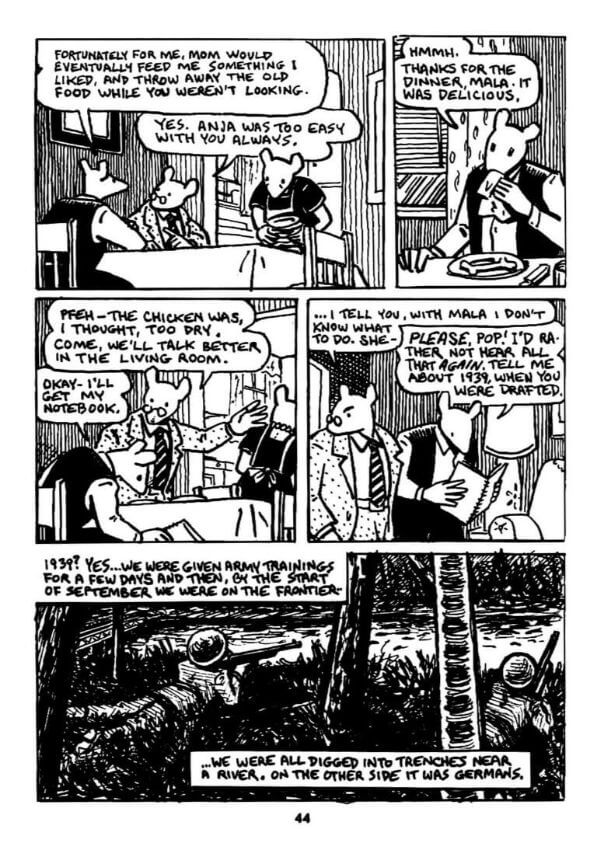 FORTUNATELY FOR ME, MOM WOULD
EVENTUALLY FEED ME SOMETHING I
LIKED, AND THROW AWAY THE OLD
FOOD WHILE YOU WEREN'T LOOKING.
YES. ANJA WAS TOO EASY
WITH YOU ALWAYS.
HMMH.
THANKS FOR THE
DINNER, MALA. IT
WAS DELICIOUS.
PFEH-THE CHICKEN WAS,
I THOUGHT, TOO DRY.
COME, WE'LL TALK BETTER
IN THE LIVING ROOM.
OKAY-I'LL
GET MY
NOTEBOOK.
...I TELL YOU, WITH MALA I DON'T
KNOW WHAT
TO DO. SHE-
PLEASE, POP! I'D RA-
THER NOT HEAR ALL
THAT AGAIN. TELL ME
ABOUT 1939, WHEN YOU
WERE DRAFTED.
1939? YES...WE WERE GIVEN ARMY TRAININGS
FOR A FEW DAYS AND THEN, BY THE START
OF SEPTEMBER WE WERE ON THE FRONTIER-
...WE WERE ALL DIGGED INTO TRENCHES NEAR
A RIVER. ON THE OTHER SIDE IT WAS GERMANS.
44